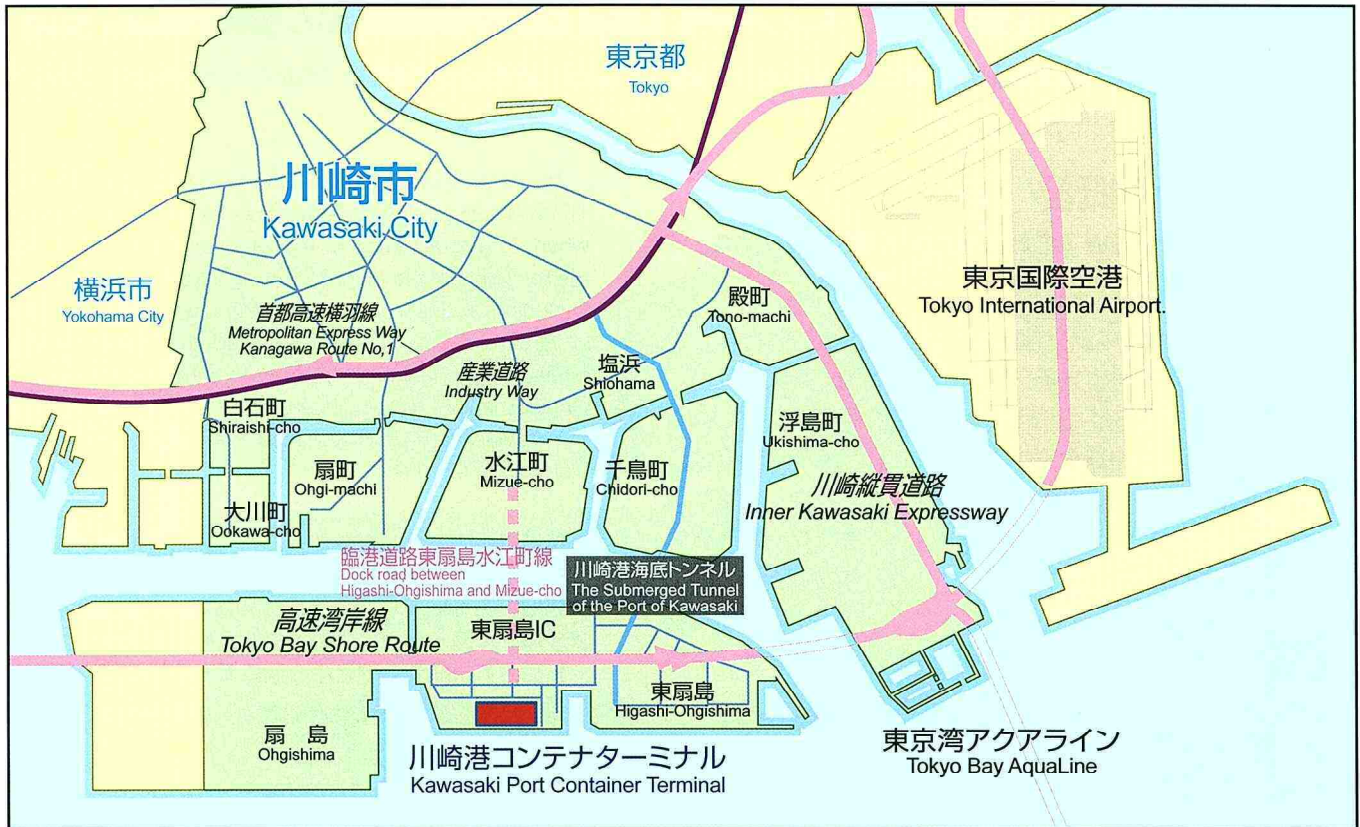 東京都
Tokyo
川崎市
Kawasaki City
横浜市
Yokohama City
首都高速横羽線
Metropolitan Express Way
Kanagawa Route No,1
東京国際空港
Tokyo International Airport.
殿町
Tono-machi
産業道路
Industry Way
塩浜
Shiohama
白石町
Shiraishi-cho
浮島町
Ukishima-cho
扇町
Ohgi-machi
水江町
Mizue-cho
千鳥町
Chidori-cho
川崎縦貫道路
Inner Kawasaki Expressway
大川町
Ookawa-cho
臨港道路東扇島水江町線
Dock road between
Higashi-Ohgishima and Mizue-cho
川崎港海底トンネル
The Submerged Tunnel
of the Port of Kawasaki
高速湾岸線
Tokyo Bay Shore Route
東扇島IC
東扇島
Higashi-Ohgishima
扇 島
Ohgishima
川崎港コンテナターミナル
Kawasaki Port Container Terminal
東京湾アクアライン
Tokyo Bay AquaLine